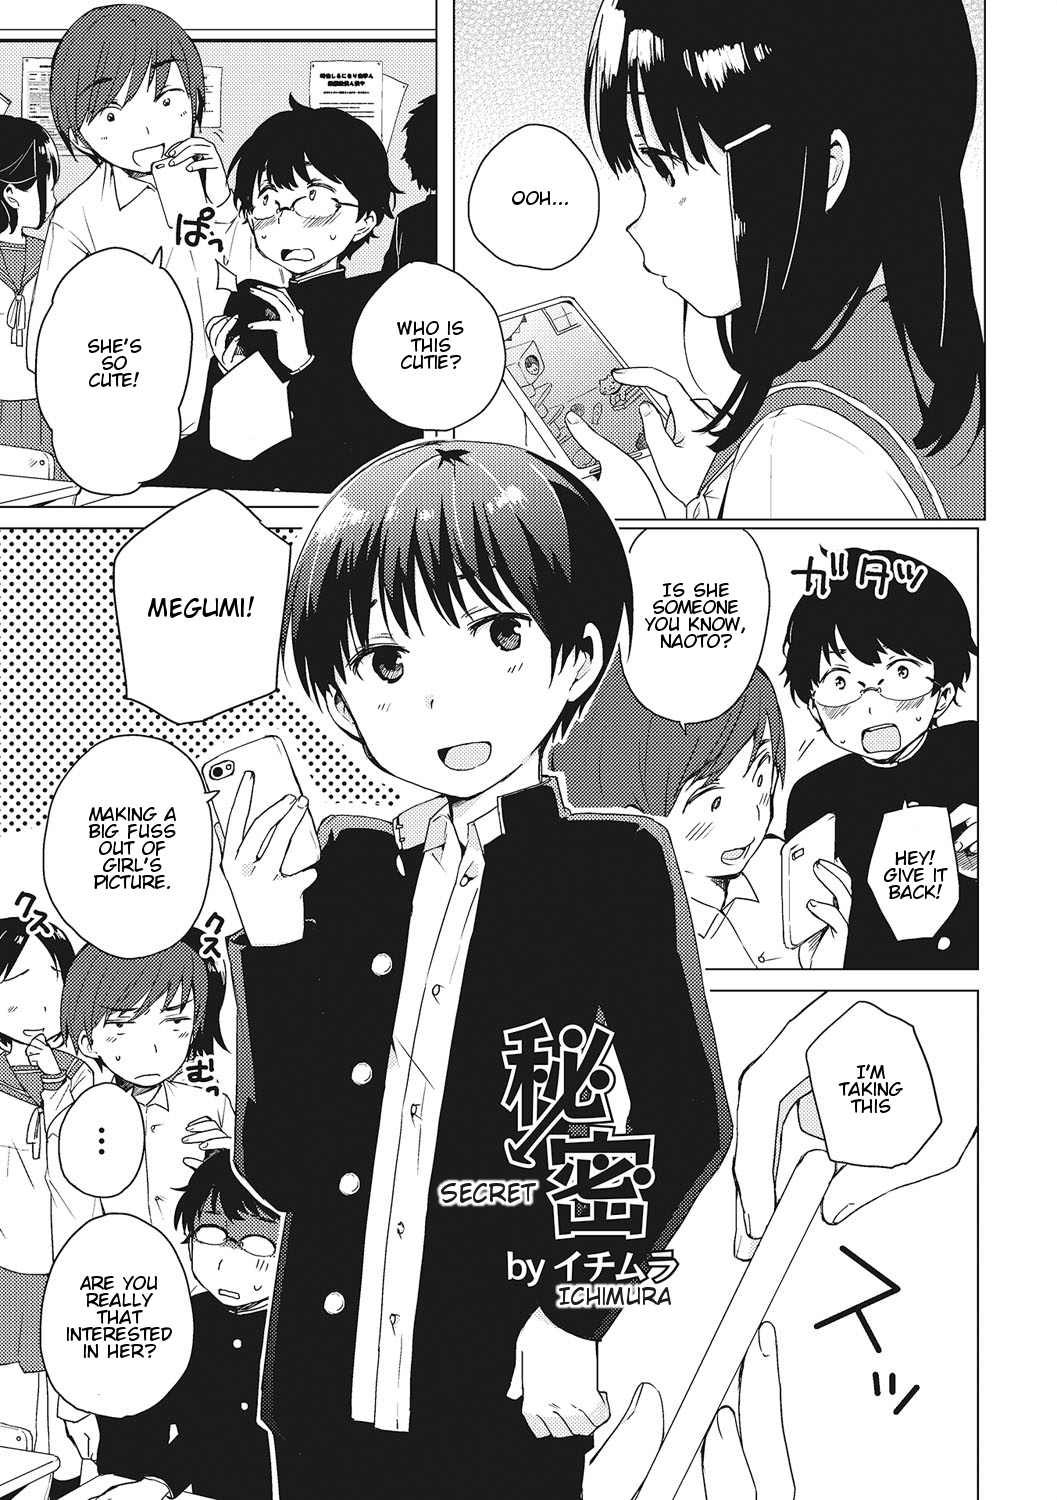 OOH...
WHO IS
THIS
CUTIE?
ぱっ
SHE'S
SO
CUTE!
ガタッ
IS SHE
SOMEONE
YOU KNOW,
NAOTO?
HEY!
GIVE IT
BACK!
I'M
TAKING
THIS
スッ
MEGUMI!
MAKING A
BIG FUSS
OUT OF
GIRL'S
PICTURE.
クス
クス
むっ
...
ARE YOU
REALLY
THAT
INTERESTED
IN HER?
秘密
SECRET
by イチムラ
ICHIMURA